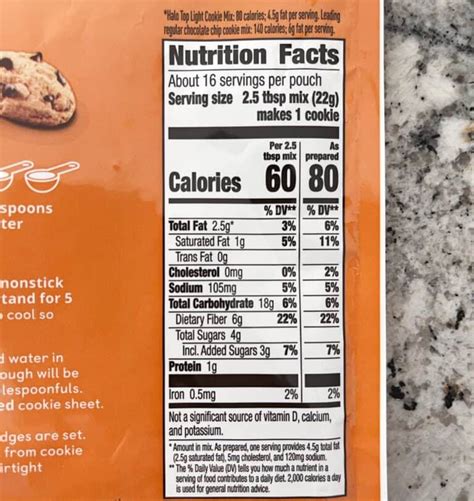 *Halo Top Light Cookie Mix: 80 calories; 4.5g fat per serving. Leading
regular chocolate chip cookie mix: 140 calories; 6g fat per serving.
Nutrition Facts
About 16 servings per pouch
Serving size 2.5 tbsp mix (22g)
makes 1 cookie
Per 2.5 tbsp mix
As prepared
Calories 60 80
% DV** % DV**
Total Fat 2.5g* 3% 6%
Saturated Fat 1g 5% 11%
Trans Fat 0g
Cholesterol 0mg 0% 2%
Sodium 105mg 5% 5%
Total Carbohydrate 18g 6% 6%
Dietary Fiber 6g 22% 22%
Total Sugars 4g
Incl. Added Sugars 3g 7% 7%
Protein 1g
Iron 0.5mg 2% 2%
Not a significant source of vitamin D, calcium,
and potassium.
*Amount in mix. As prepared, one serving provides 4.5g total fat
(2.5g saturated fat), 5mg cholesterol, and 120mg sodium.
**The % Daily Value (DV) tells you how much a nutrient in a
serving of food contributes to a daily diet. 2,000 calories a day
is used for general nutrition advice.
spoons
ter
nonstick
tand for 5
cool so
d water in
ough will be
lespoonfuls.
ed cookie sheet.
dges are set.
from cookie
irtight